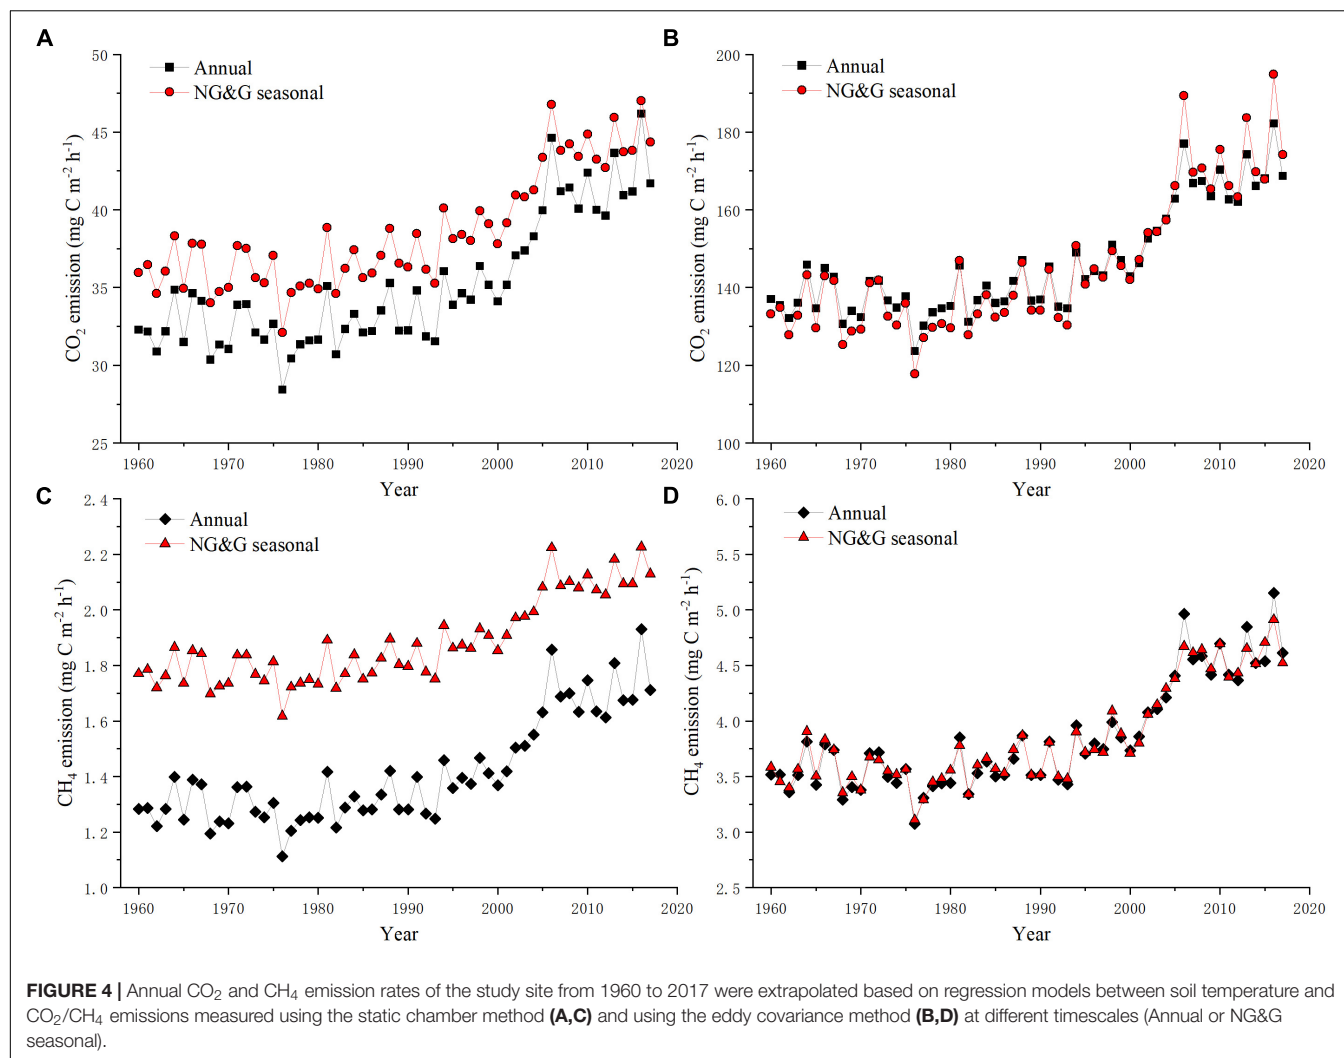 A
50
45
40
35
30
25
CO₂ emission (mg C m⁻² h⁻¹)
Annual
NG&G seasonal
1960 1970 1980 1990 2000 2010 2020
Year
B
200
180
160
140
120
100
CO₂ emission (mg C m⁻² h⁻¹)
Annual
NG&G seasonal
1960 1970 1980 1990 2000 2010 2020
Year
C
2.4
2.2
2.0
1.8
1.6
1.4
1.2
1.0
CH₄ emission (mg C m⁻² h⁻¹)
Annual
NG&G seasonal
1960 1970 1980 1990 2000 2010 2020
Year
D
6.0
5.5
5.0
4.5
4.0
3.5
3.0
2.5
CH₄ emission (mg C m⁻² h⁻¹)
Annual
NG&G seasonal
1960 1970 1980 1990 2000 2010 2020
Year
FIGURE 4 | Annual CO₂ and CH₄ emission rates of the study site from 1960 to 2017 were extrapolated based on regression models between soil temperature and
CO₂/CH₄ emissions measured using the static chamber method (A,C) and using the eddy covariance method (B,D) at different timescales (Annual or NG&G
seasonal).